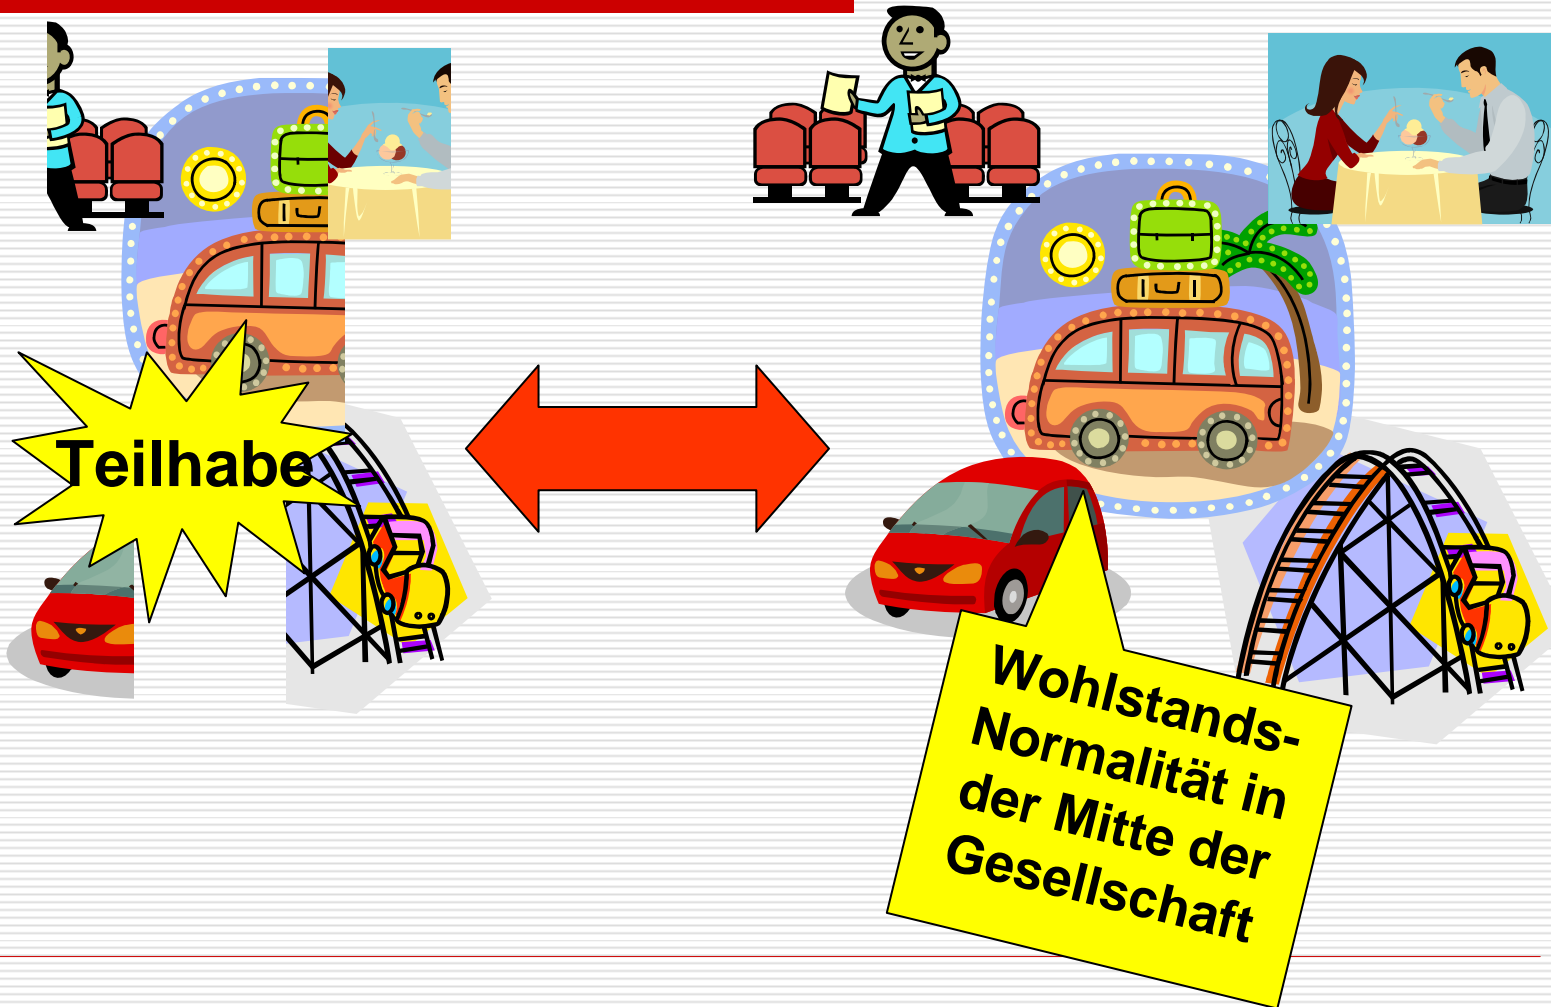 Teilhabe
Wohlstands-
Normalität in
der Mitte der
Gesellschaft